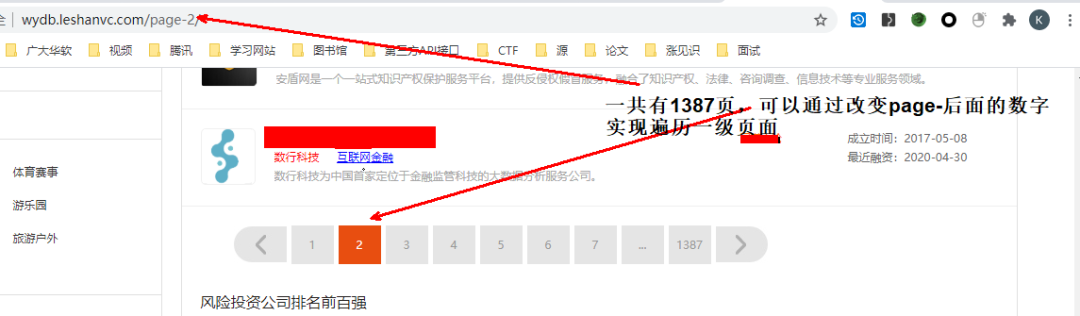 全 | wydb.leshanvc.com/page-2/
K
广大华软 视频 腾讯 学习网站 图书馆 第三方API接口 CTF 源 论文 张见识 面试
安盾网是一个一站式知识产权保护服务平台，提供反侵权假冒服务，融合了知识产权、法律、咨询调查、信息技术等专业服务领域。
一共有1387页，可以通过改变page-后面的数字
实现遍历一级页面
成立时间：2017-05-08
数行科技 互联网金融
最近融资：2020-04-30
数行科技为中国首家定位于金融监管科技的大数据分析服务公司。
体育赛事
游乐园
旅游户外
1 2 3 4 5 6 7 ... 1387
风险投资公司排名前百强